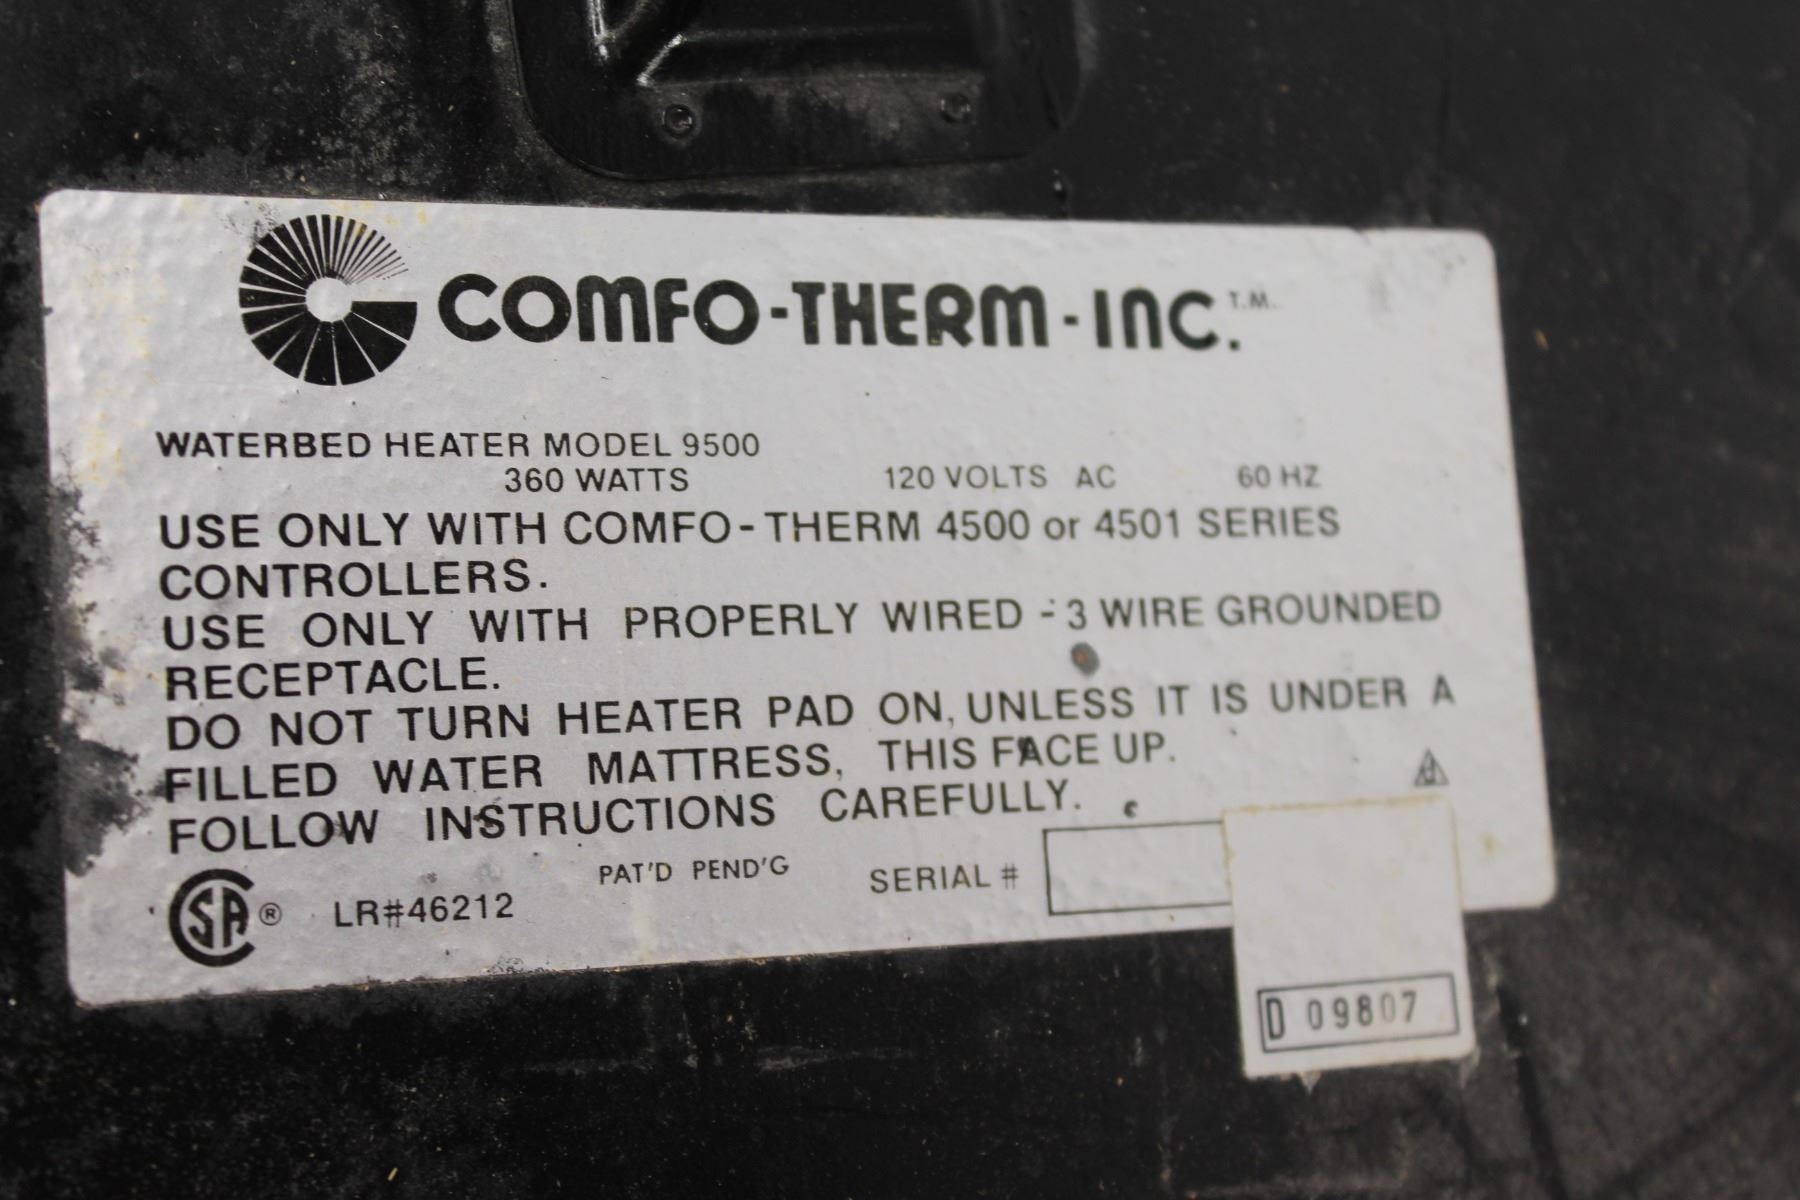 COMFO-THERM-INC. T.M.
WATERBED HEATER MODEL 9500
360 WATTS 120 VOLTS AC 60 HZ
USE ONLY WITH COMFO-THERM 4500 or 4501 SERIES
CONTROLLERS.
USE ONLY WITH PROPERLY WIRED - 3 WIRE GROUNDED
RECEPTACLE.
DO NOT TURN HEATER PAD ON, UNLESS IT IS UNDER A
FILLED WATER MATTRESS, THIS FACE UP.
FOLLOW INSTRUCTIONS CAREFULLY.
PAT'D PEND'G SERIAL #
CSA ® LR#46212
D 09807